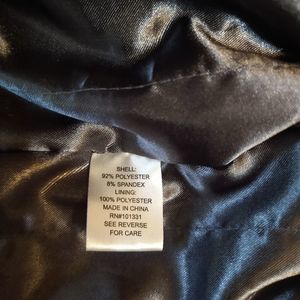 SHELL:
92% POLYESTER
8% SPANDEX
LINING:
100% POLYESTER
MADE IN CHINA
RN#101331
SEE REVERSE
FOR CARE